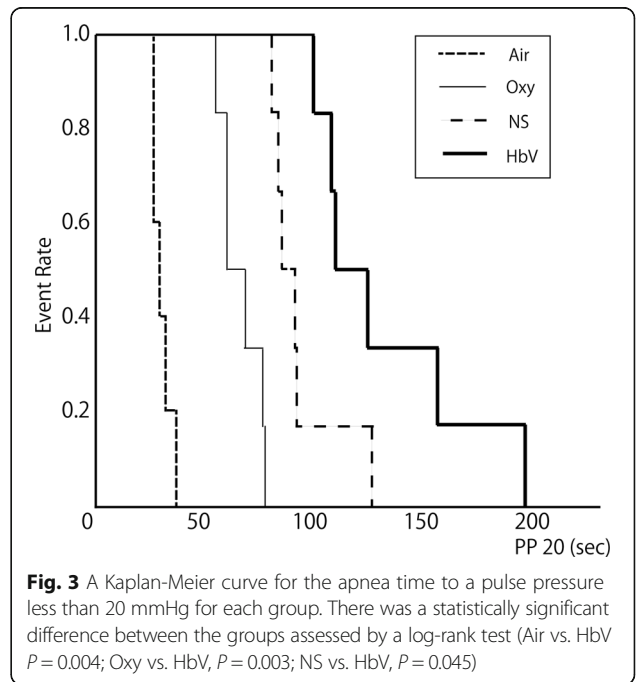 1.0
0.8
0.6
0.4
0.2
Event Rate
Air
Oxy
NS
HbV
0 50 100 150 200
PP 20 (sec)
Fig. 3 A Kaplan-Meier curve for the apnea time to a pulse pressure
less than 20 mmHg for each group. There was a statistically significant
difference between the groups assessed by a log-rank test (Air vs. HbV
P = 0.004; Oxy vs. HbV, P = 0.003; NS vs. HbV, P = 0.045)